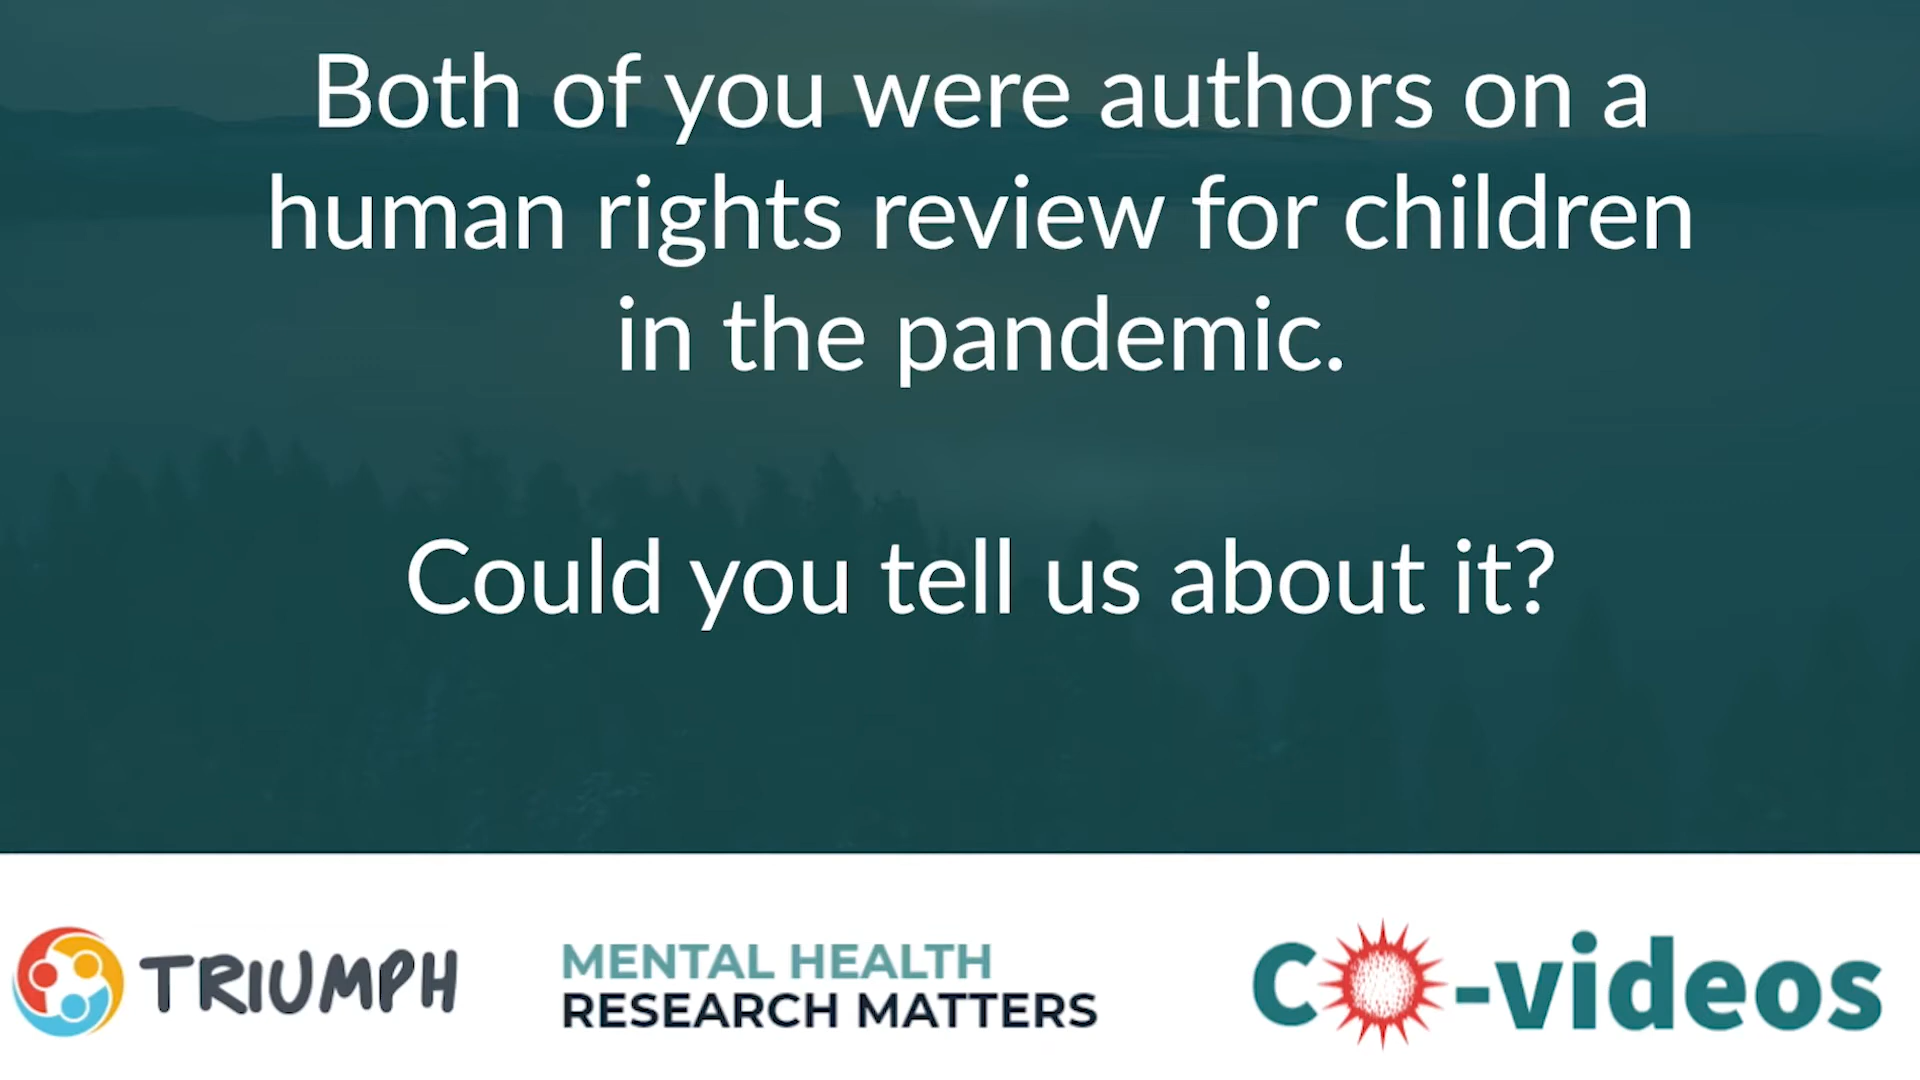 Both of you were authors on a
human rights review for children
in the pandemic.
Could you tell us about it?
TRIUMPH
MENTAL HEALTH
RESEARCH MATTERS
CO-videos